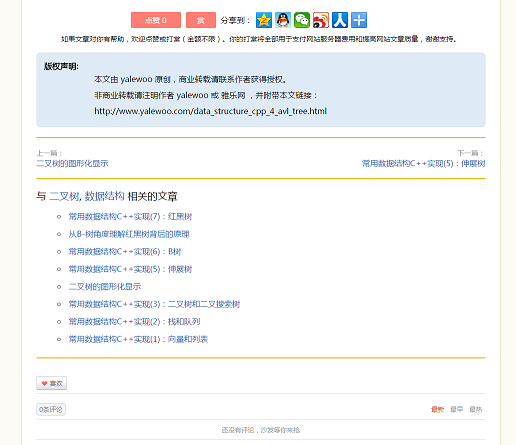 点赞 0 赏 分享到：
如果文章对你有帮助，欢迎点赞或打赏（金额不限）。你的打赏将全部用于支付网站服务器费用和提高网站文章质量，谢谢支持。
版权声明:
本文由 yalewoo 原创，商业转载请联系作者获得授权。
非商业转载请注明作者 yalewoo 或 雅乐网 ，并附带本文链接：
http://www.yalewoo.com/data_structure_cpp_4_avl_tree.html
上一篇： 下一篇：
二叉树的图形化显示 常用数据结构C++实现(5)：伸展树
与 二叉树, 数据结构 相关的文章
常用数据结构C++实现(7)：红黑树
从B-树角度理解红黑树背后的原理
常用数据结构C++实现(6)：B树
常用数据结构C++实现(5)：伸展树
二叉树的图形化显示
常用数据结构C++实现(3)：二叉树和二叉搜索树
常用数据结构C++实现(2)：栈和队列
常用数据结构C++实现(1)：向量和列表
喜欢
0条评论 最新 最早 最热
还没有评论，沙发等你来抢